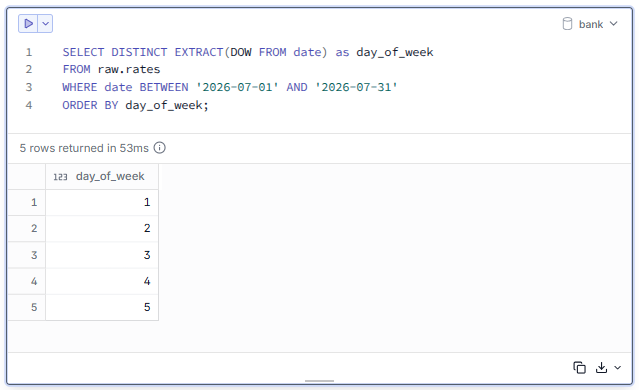 bank
1 SELECT DISTINCT EXTRACT(DOW FROM date) as day_of_week
2 FROM raw.rates
3 WHERE date BETWEEN '2026-07-01' AND '2026-07-31'
4 ORDER BY day_of_week;
5 rows returned in 53ms
123 day_of_week
1 1
2 2
3 3
4 4
5 5